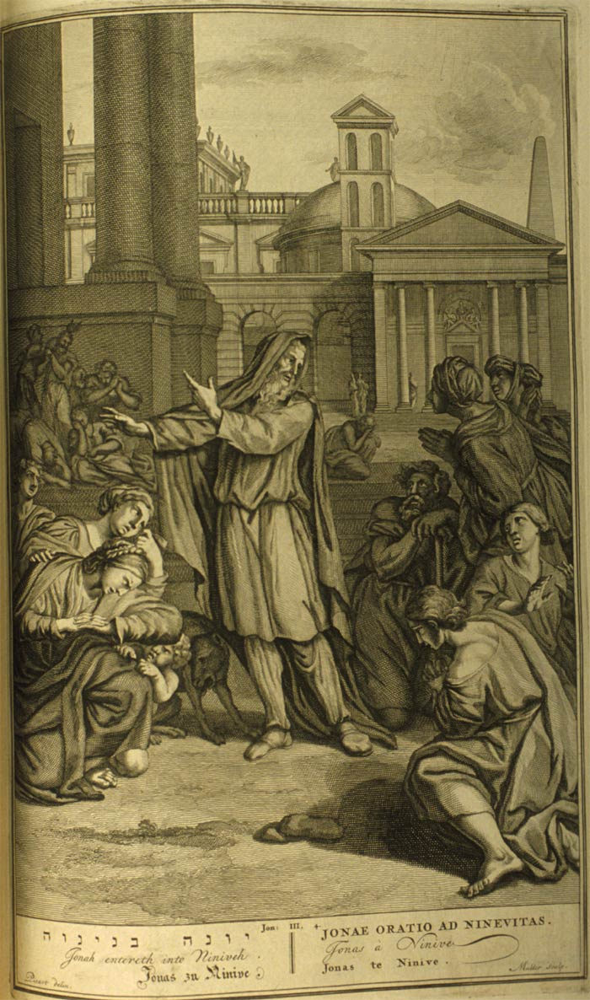 יונה בנינוה
Jonah entereth into Niniveh.
Jonas zu Ninive
Jon: III. 4.
JONAE ORATIO AD NINEVITAS.
Jonas à Ninive
Jonas te Ninive.
Picart delin.
Mulder sculp.